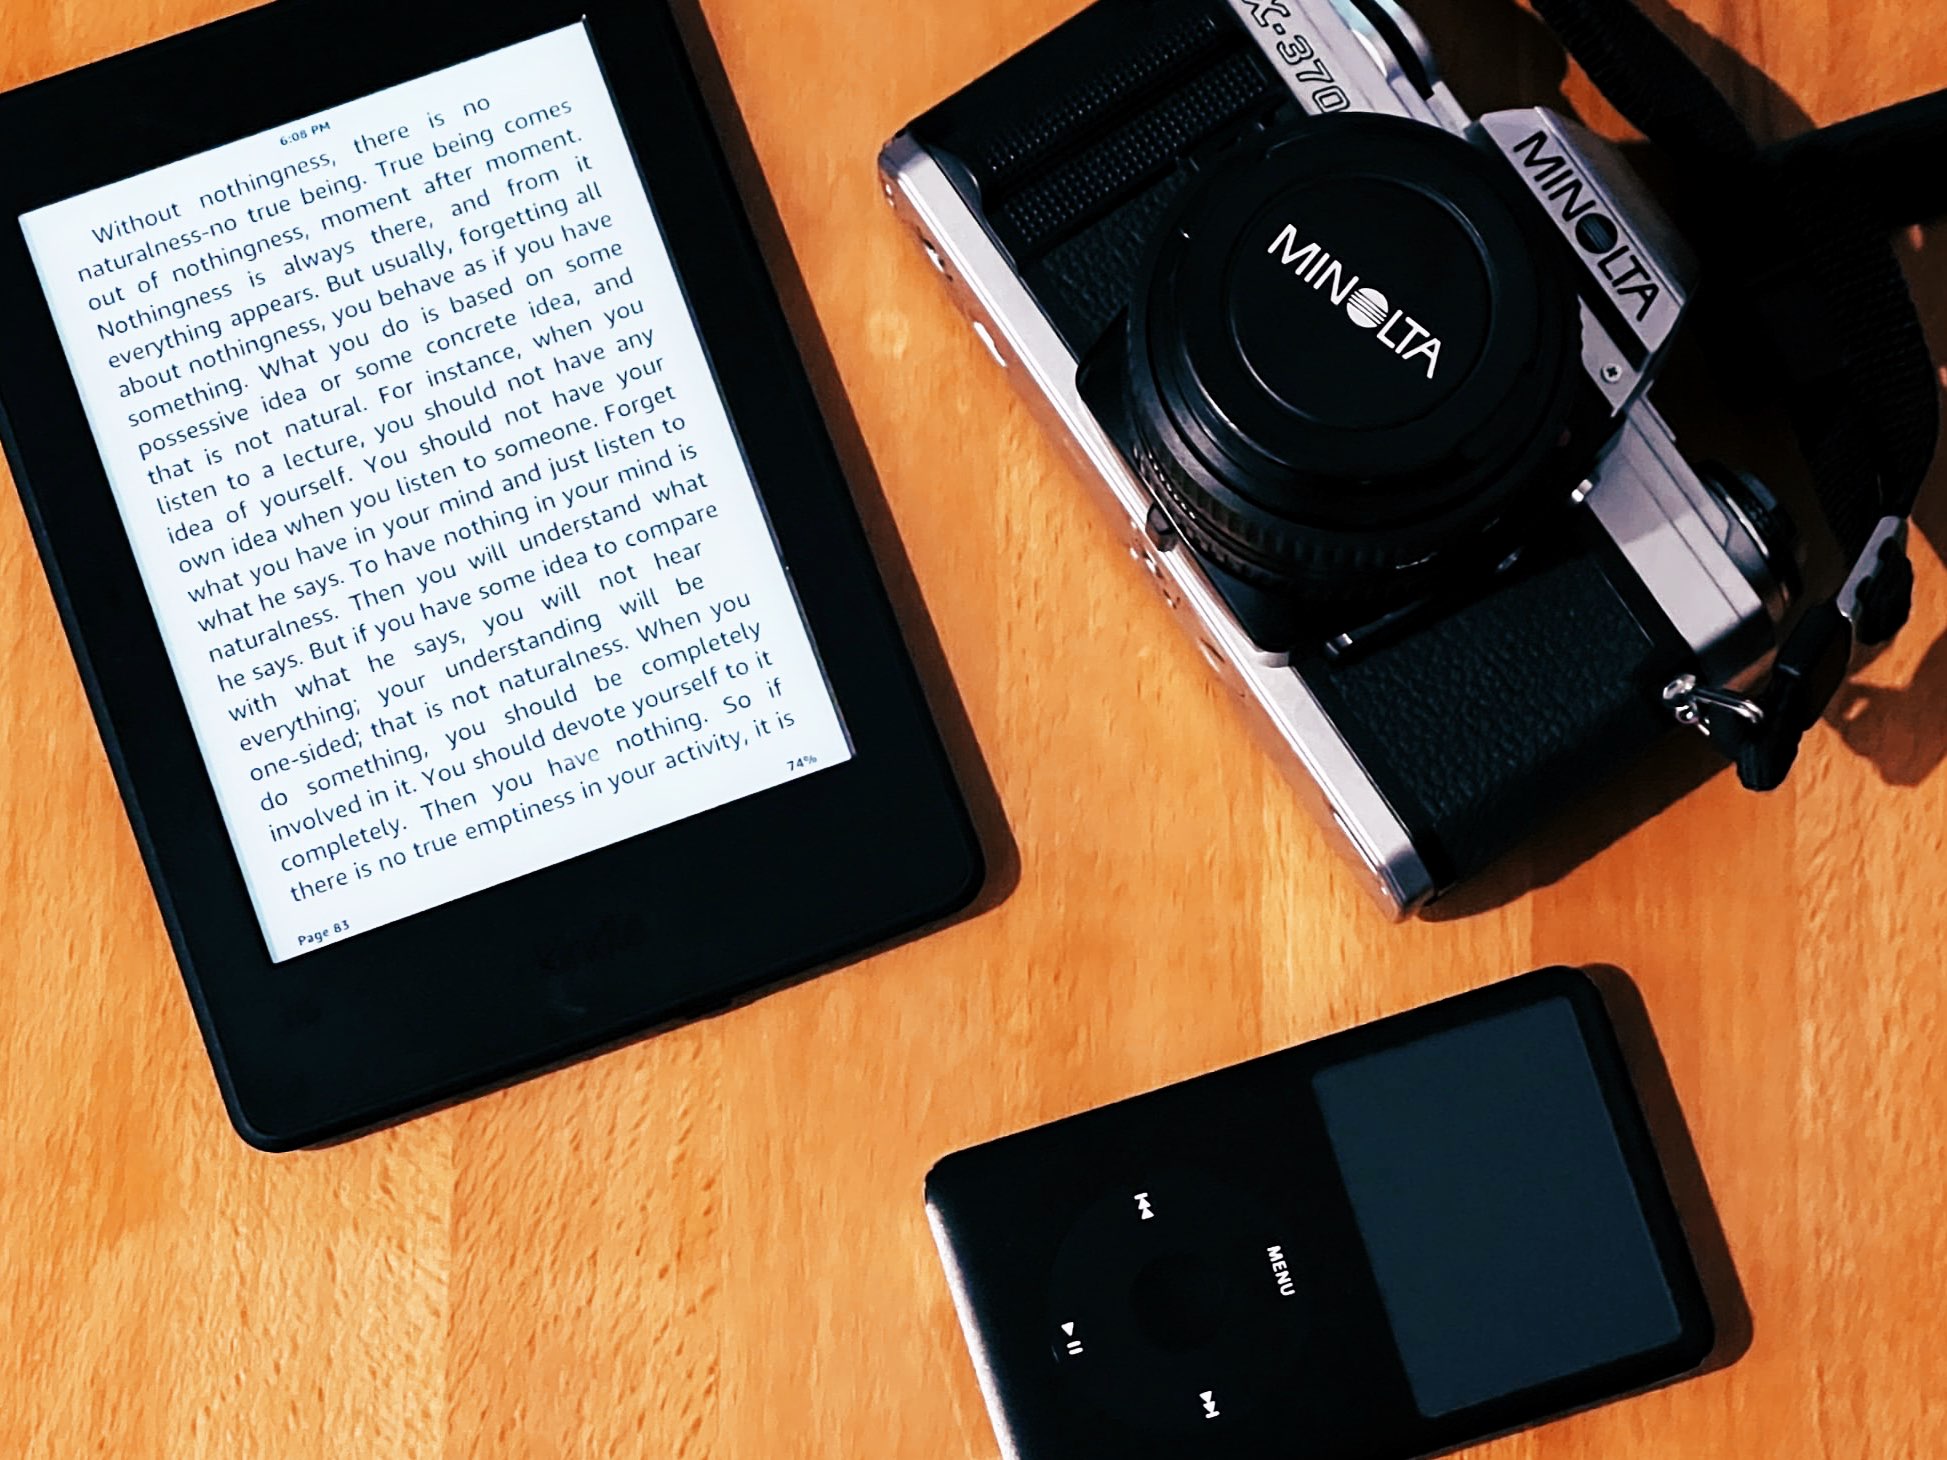 6:08 PM
Without nothingness, there is no
naturalness-no true being. True being comes
out of nothingness, moment after moment.
Nothingness is always there, and from it
everything appears. But usually, forgetting all
about nothingness, you behave as if you have
something. What you do is based on some
possessive idea or some concrete idea, and
that is not natural. For instance, when you
listen to a lecture, you should not have any
idea of yourself. You should not have your
own idea when you listen to someone. Forget
what you have in your mind and just listen to
what he says. To have nothing in your mind is
naturalness. Then you will understand what
he says. But if you have some idea to compare
with what he says, you will not hear
everything; your understanding will be
one-sided; that is not naturalness. When you
do something, you should be completely
involved in it. You should devote yourself to it
completely. Then you have nothing. So if
there is no true emptiness in your activity, it is
Page 83
74%
X-370
MINOLTA
MINOLTA
MENU